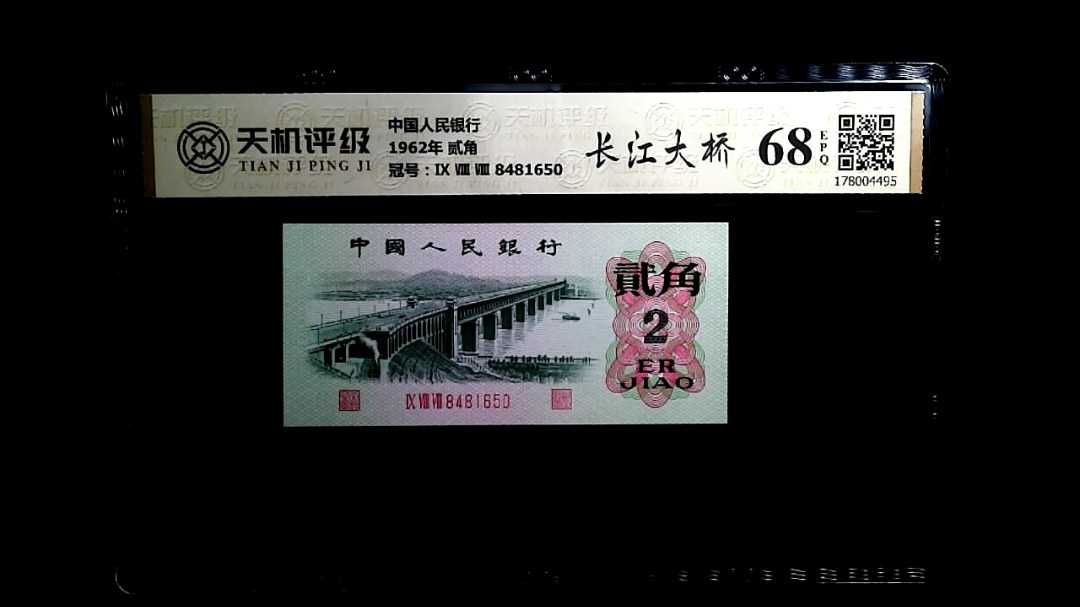 天机评级
TIAN JI PING JI
中国人民银行
1962年 贰角
冠号：Ⅸ Ⅷ Ⅷ 8481650
长江大桥
68
EPQ
178004495
中國人民銀行
貳角
2
ER
JIAO
Ⅸ Ⅷ Ⅷ 8481650